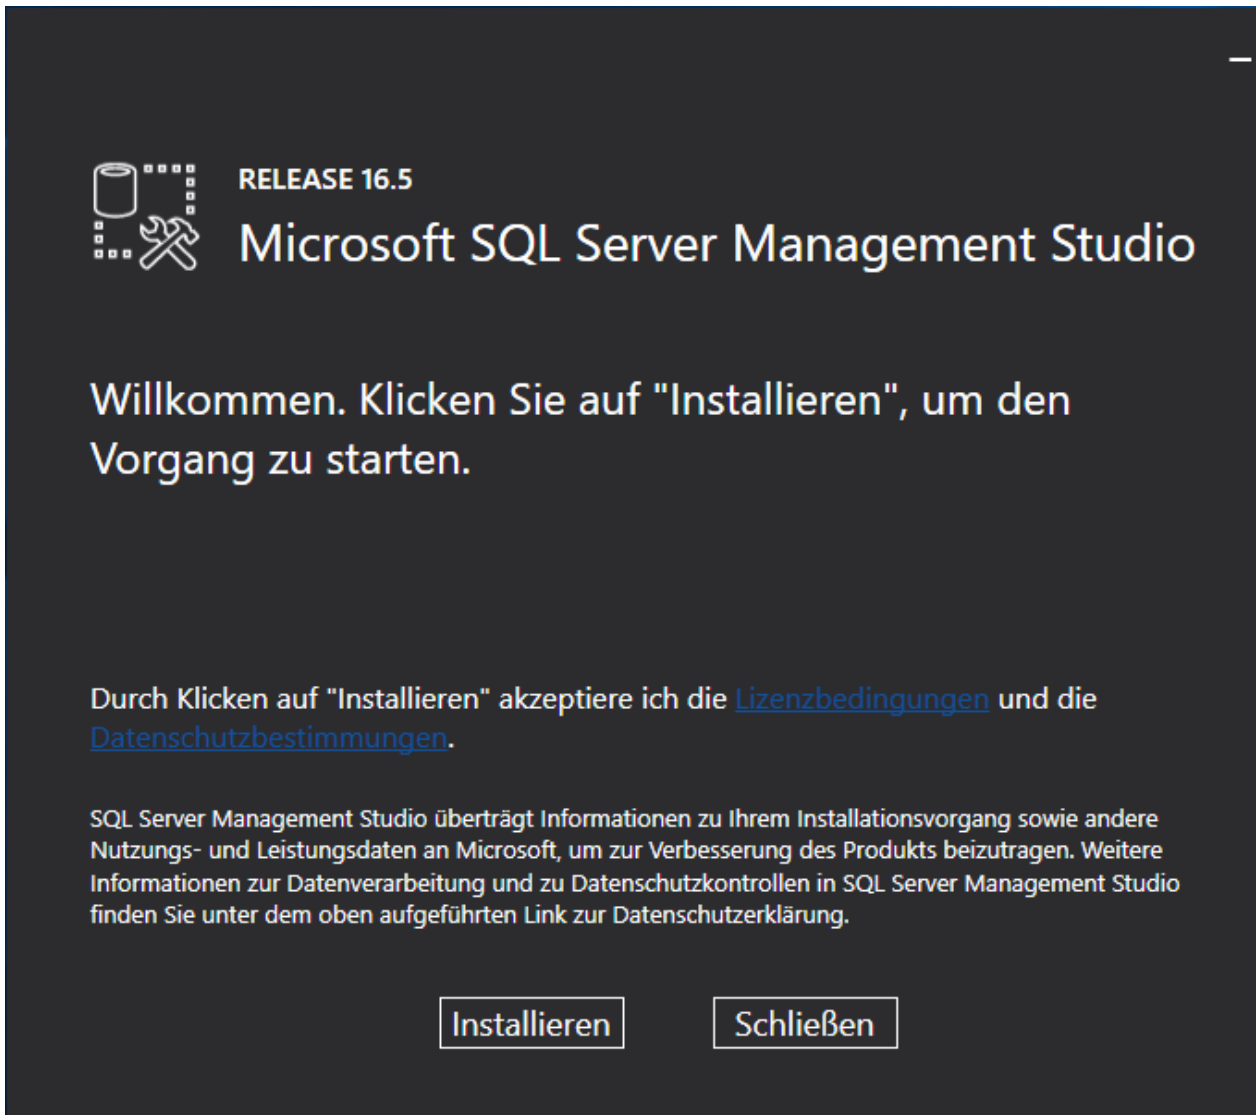 RELEASE 16.5
Microsoft SQL Server Management Studio
Willkommen. Klicken Sie auf "Installieren", um den
Vorgang zu starten.
Durch Klicken auf "Installieren" akzeptiere ich die Lizenzbedingungen und die
Datenschutzbestimmungen.
SQL Server Management Studio überträgt Informationen zu Ihrem Installationsvorgang sowie andere
Nutzungs- und Leistungsdaten an Microsoft, um zur Verbesserung des Produkts beizutragen. Weitere
Informationen zur Datenverarbeitung und zu Datenschutzkontrollen in SQL Server Management Studio
finden Sie unter dem oben aufgeführten Link zur Datenschutzerklärung.
Installieren Schließen